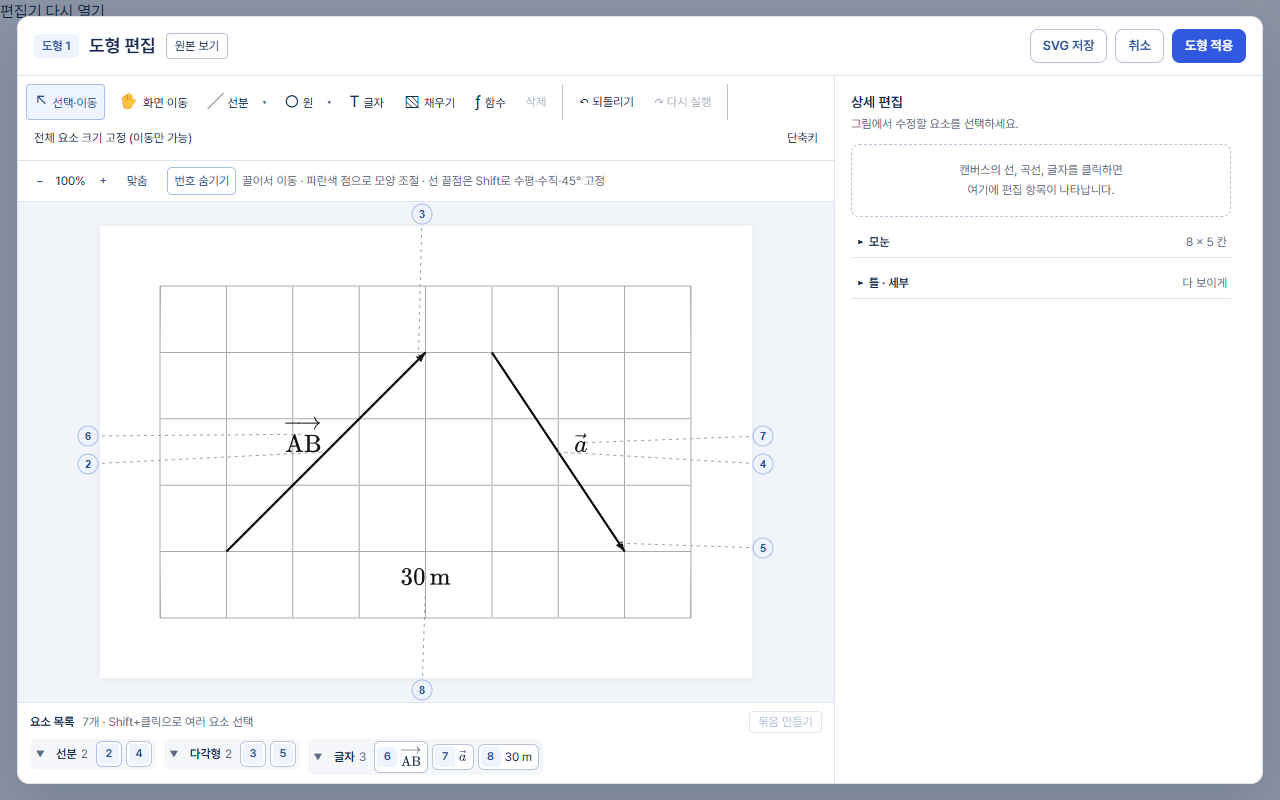 편집기 다시 열기
도형 1 도형 편집 원본 보기 SVG 저장 취소 도형 적용
선택·이동 화면 이동 선분 원 T 글자 채우기 ƒ 함수 삭제 되돌리기 다시 실행
전체 요소 크기 고정 (이동만 가능) 단축키
− 100% + 맞춤 번호 숨기기 끌어서 이동 · 파란색 점으로 모양 조절 · 선 끝점은 Shift로 수평·수직·45° 고정
상세 편집
그림에서 수정할 요소를 선택하세요.
캔버스의 선, 곡선, 글자를 클릭하면
여기에 편집 항목이 나타납니다.
▸ 모눈 8 × 5 칸
▸ 틀 · 세부 다 보이게
3
6 AB 2
a 7
4
5
30 m
8
요소 목록 7개 · Shift+클릭으로 여러 요소 선택 묶음 만들기
▼ 선분 2 2 4 ▼ 다각형 2 3 5 ▼ 글자 3 6 AB 7 a 8 30 m